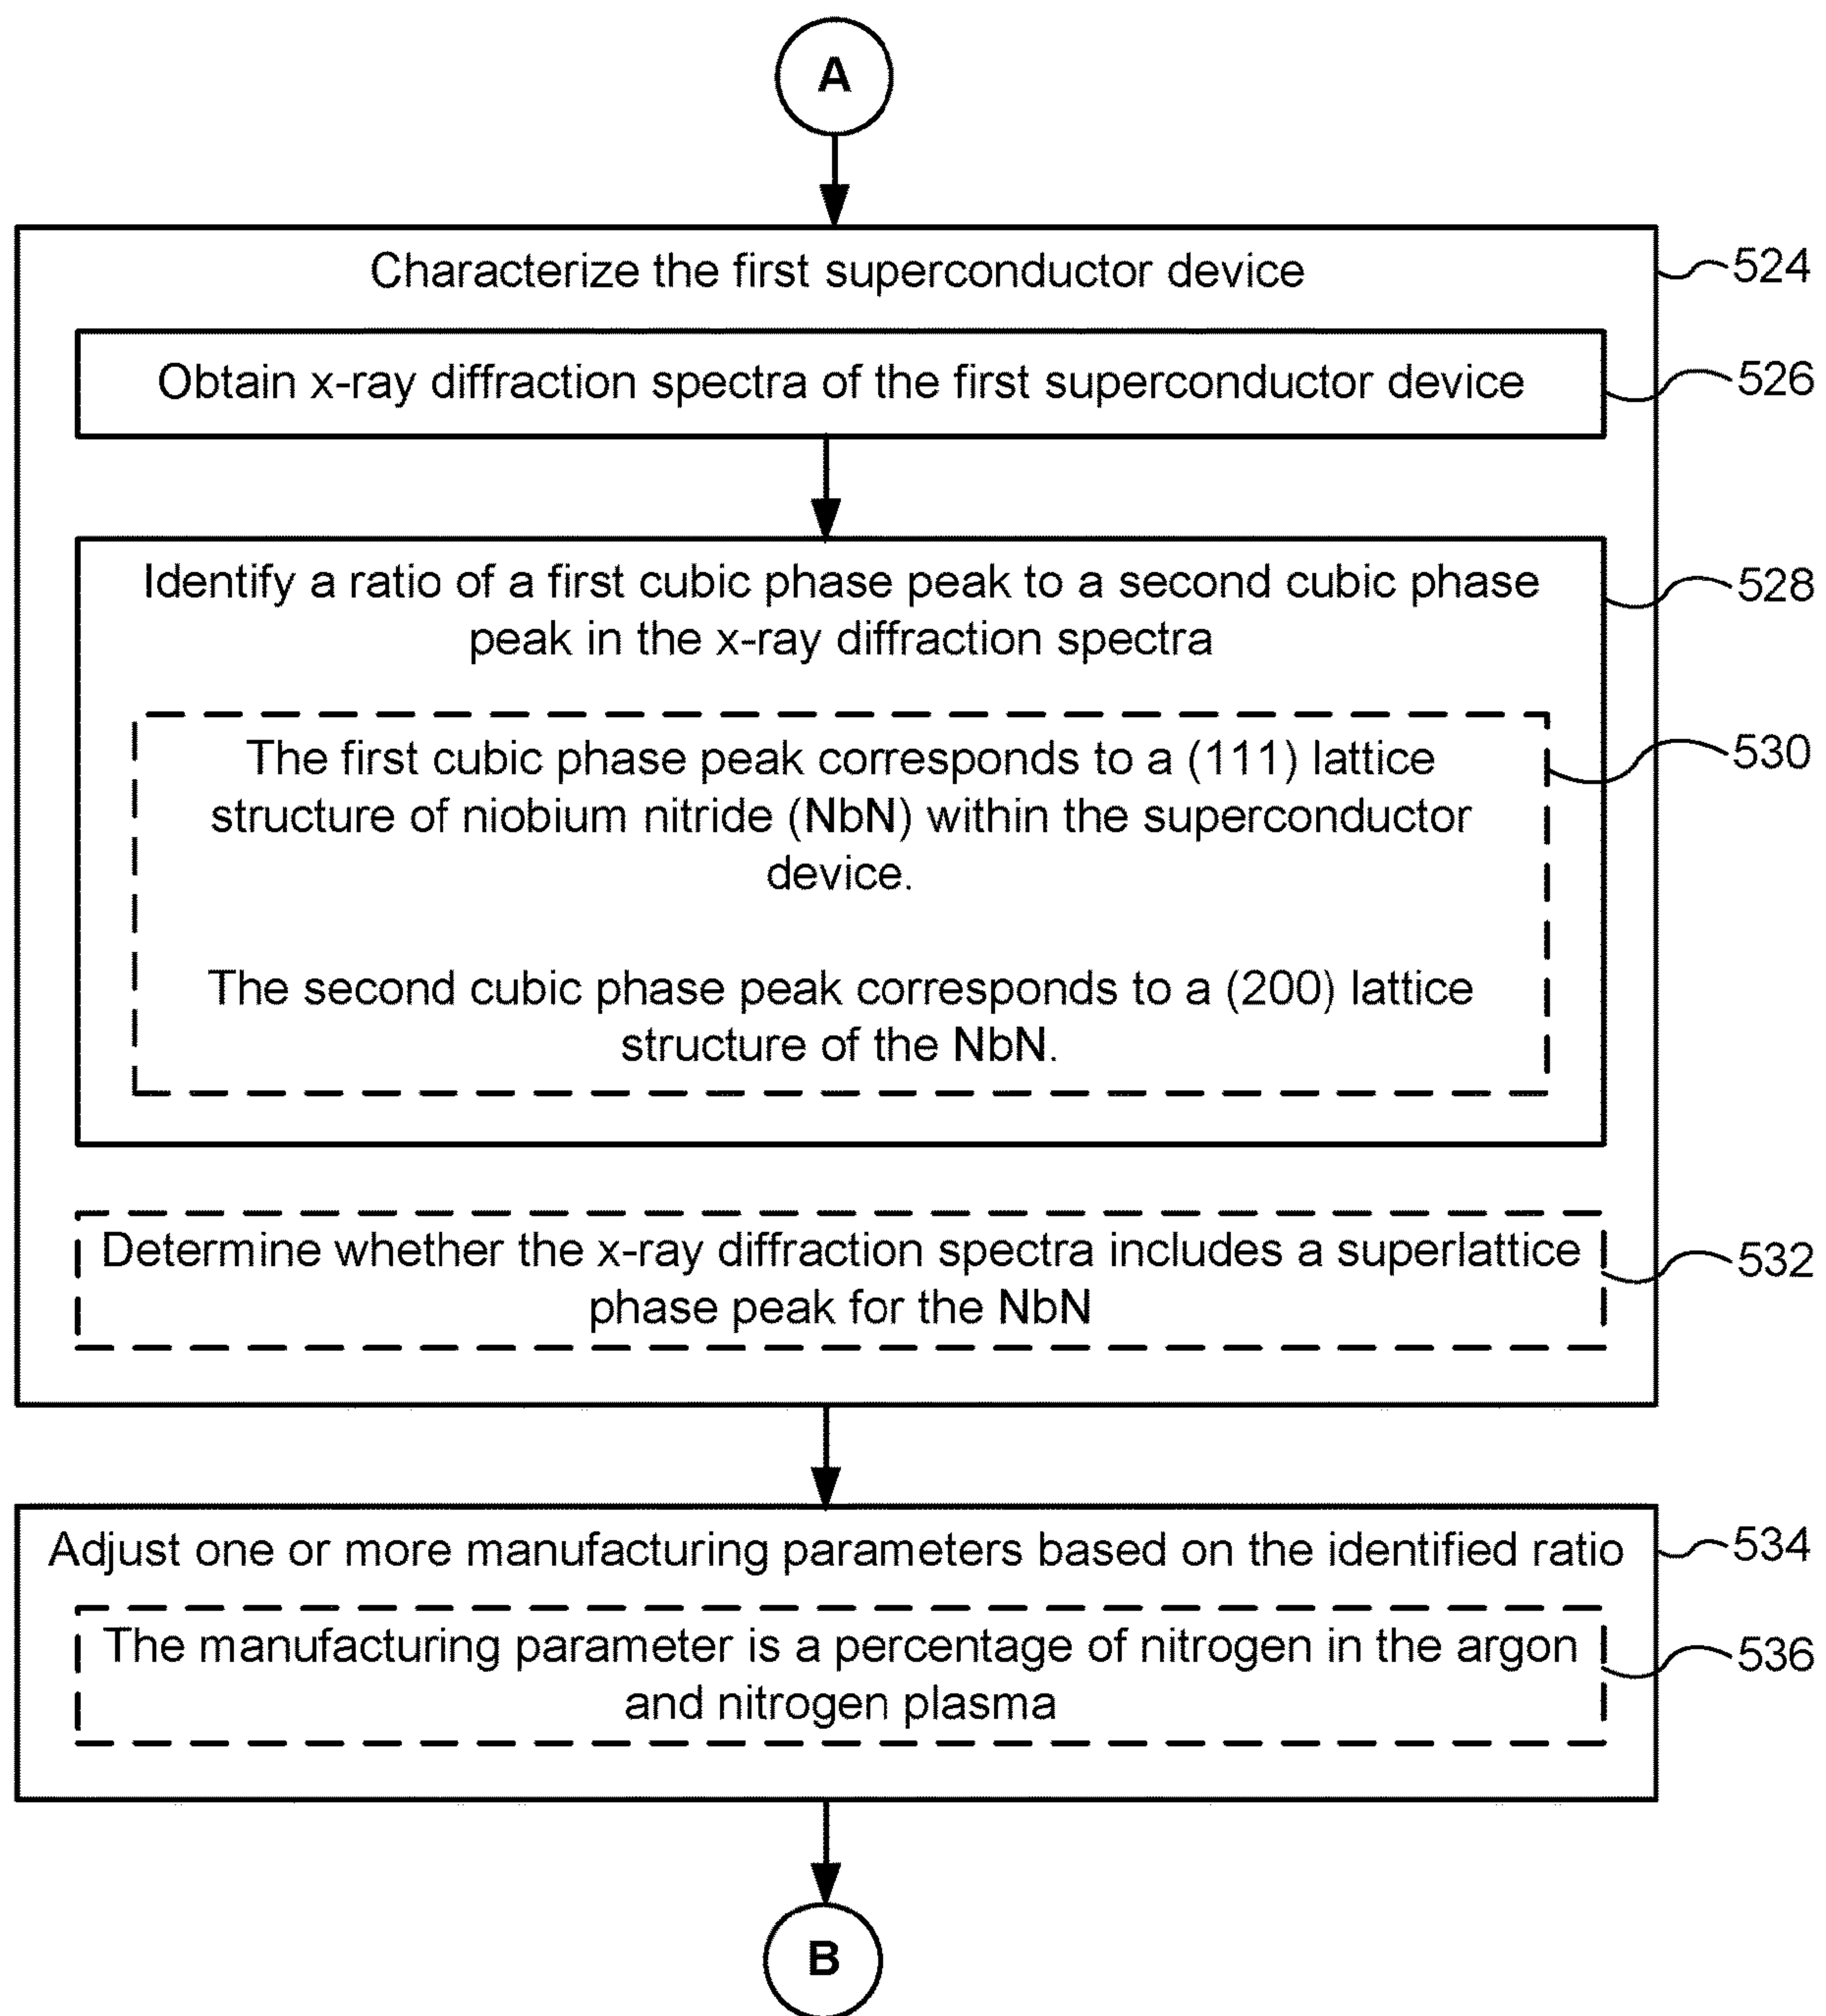 A
Characterize the first superconductor device
524
Obtain x-ray diffraction spectra of the first superconductor device
526
Identify a ratio of a first cubic phase peak to a second cubic phase
peak in the x-ray diffraction spectra
528
The first cubic phase peak corresponds to a (111) lattice
structure of niobium nitride (NbN) within the superconductor
device.
530
The second cubic phase peak corresponds to a (200) lattice
structure of the NbN.
Determine whether the x-ray diffraction spectra includes a superlattice
phase peak for the NbN
532
Adjust one or more manufacturing parameters based on the identified ratio
534
The manufacturing parameter is a percentage of nitrogen in the argon
and nitrogen plasma
536
B